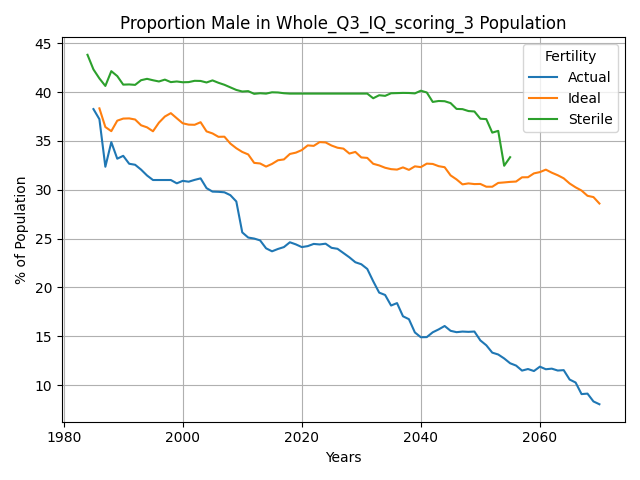 Proportion Male in Whole_Q3_IQ_scoring_3 Population
% of Population
45
40
35
30
25
20
15
10
Fertility
Actual
Ideal
Sterile
1980
2000
2020
2040
2060
Years